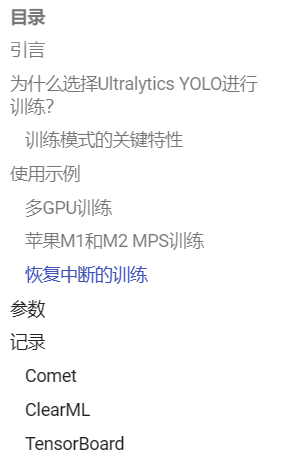 目录
引言
为什么选择Ultralytics YOLO进行
训练？
训练模式的关键特性
使用示例
多GPU训练
苹果M1和M2 MPS训练
恢复中断的训练
参数
记录
Comet
ClearML
TensorBoard